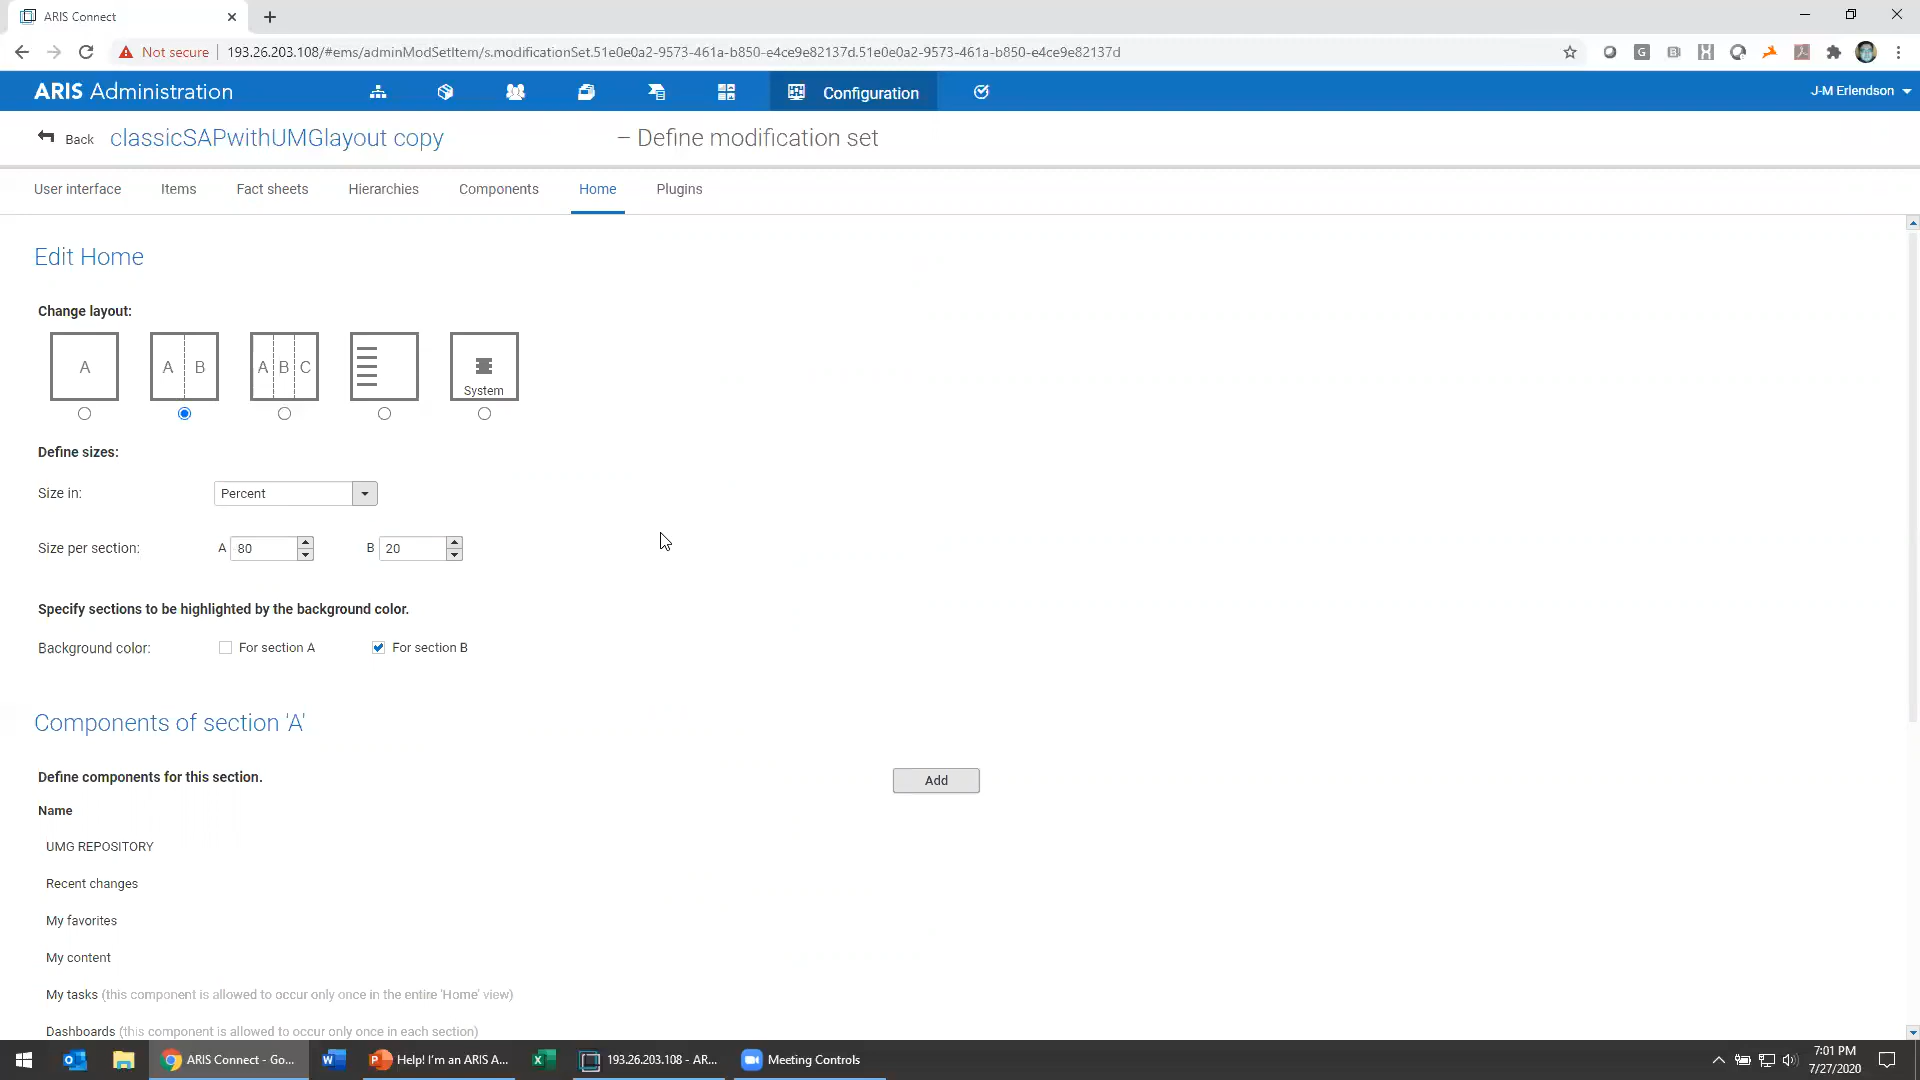 ARIS Connect
Not secure 193.26.203.108/#ems/adminModSetItem/s.modificationSet.51e0e0a2-9573-461a-b850-e4ce9e82137d.51e0e0a2-9573-461a-b850-e4ce9e82137d
ARIS Administration Configuration J-M Erlendson
Back classicSAPwithUMGlayout copy – Define modification set
User interface Items Fact sheets Hierarchies Components Home Plugins
Edit Home
Change layout:
A A B A B C
System
Define sizes:
Size in: Percent
Size per section: A 80 B 20
Specify sections to be highlighted by the background color.
Background color: For section A For section B
Components of section 'A'
Define components for this section. Add
Name
UMG REPOSITORY
Recent changes
My favorites
My content
My tasks (this component is allowed to occur only once in the entire 'Home' view)
Dashboards (this component is allowed to occur only once in each section)
ARIS Connect - Go... Help! I'm an ARIS A... 193.26.203.108 - AR... Meeting Controls
7:01 PM
7/27/2020